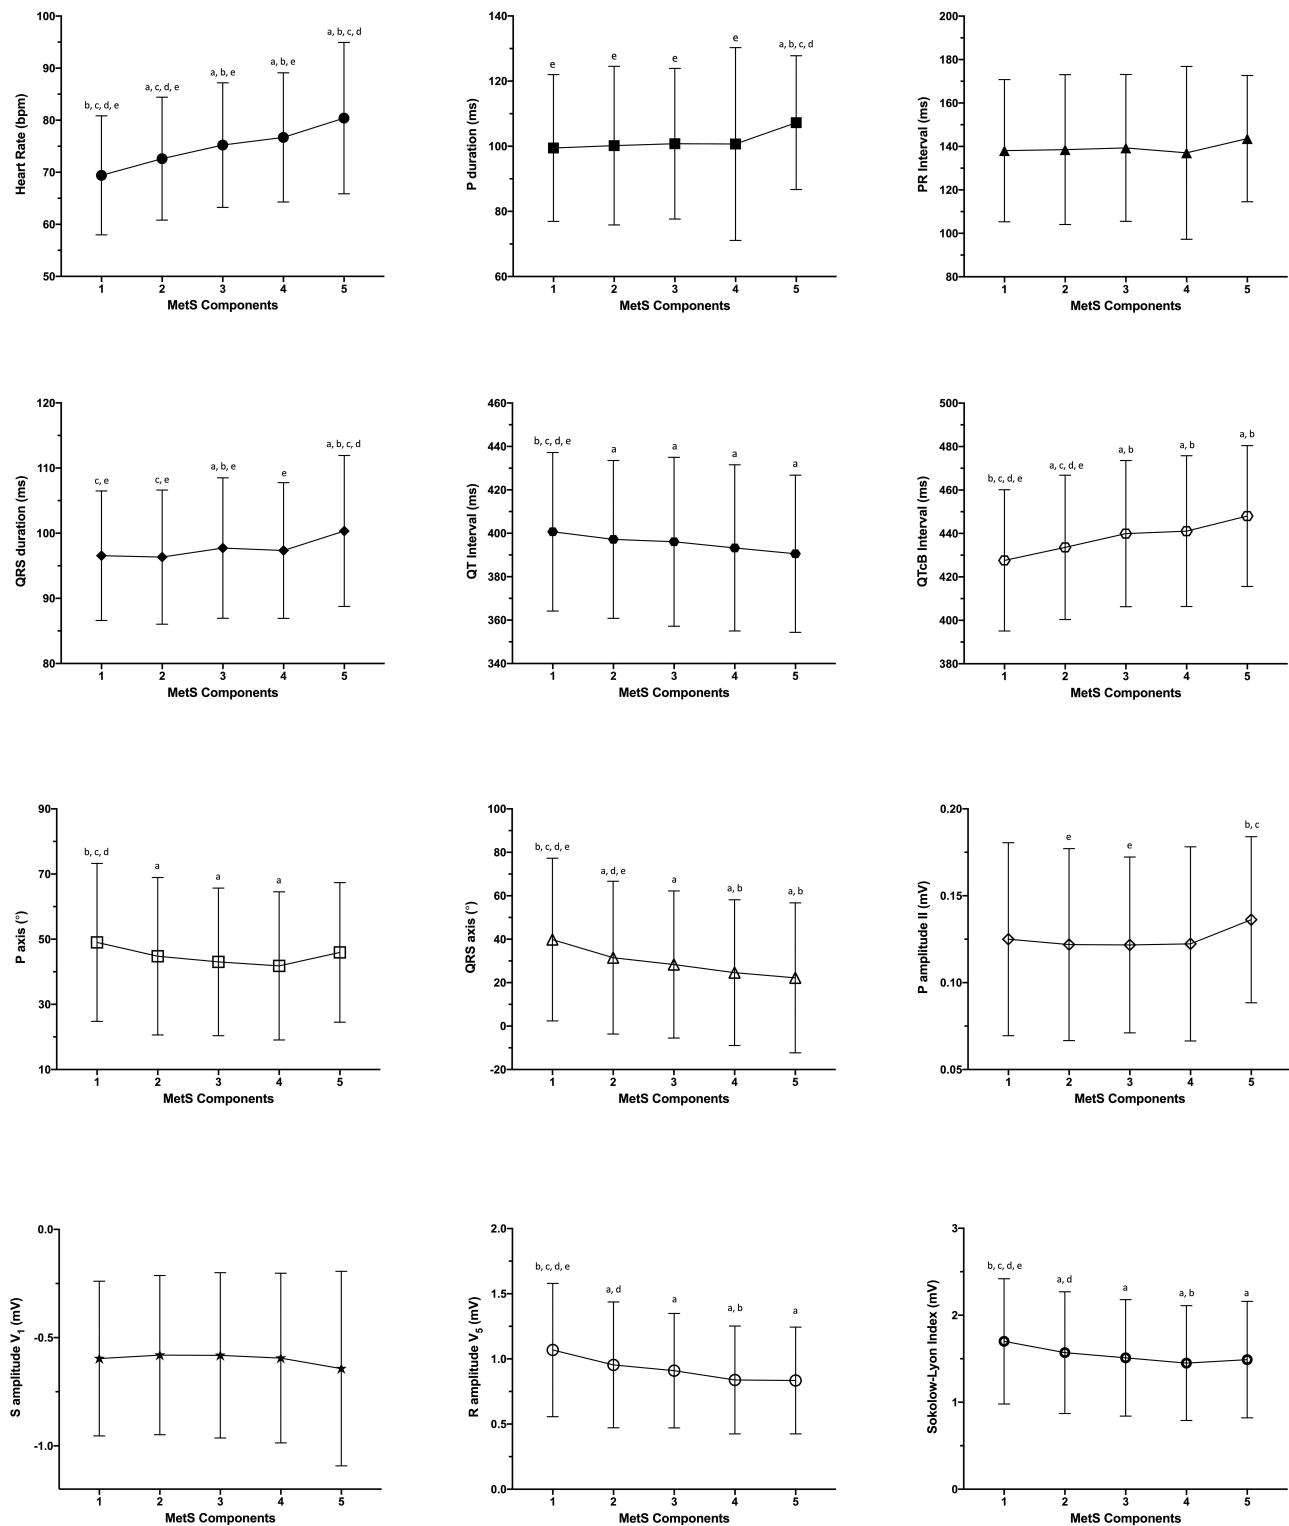 Heart Rate (bpm)
100
90
80
70
60
50
b, c, d, e
a, c, d, e
a, b, e
a, b, e
a, b, c, d
1 2 3 4 5
MetS Components
P duration (ms)
140
120
100
80
60
e
e
e
e
a, b, c, d
1 2 3 4 5
MetS Components
PR Interval (ms)
200
180
160
140
120
100
80
1 2 3 4 5
MetS Components
QRS duration (ms)
120
110
100
90
80
c, e
c, e
a, b, e
e
a, b, c, d
1 2 3 4 5
MetS Components
QT Interval (ms)
460
440
420
400
380
360
340
b, c, d, e
a
a
a
a
1 2 3 4 5
MetS Components
QTcB Interval (ms)
500
480
460
440
420
400
380
b, c, d, e
a, c, d, e
a, b
a, b
a, b
1 2 3 4 5
MetS Components
P axis (°)
90
70
50
30
10
b, c, d
a
a
a
1 2 3 4 5
MetS Components
QRS axis (°)
100
80
60
40
20
0
-20
b, c, d, e
a, d, e
a
a, b
a, b
1 2 3 4 5
MetS Components
P amplitude II (mV)
0.20
0.15
0.10
0.05
e
e
b, c
1 2 3 4 5
MetS Components
S amplitude V1 (mV)
0.0
-0.5
-1.0
1 2 3 4 5
MetS Components
R amplitude V5 (mV)
2.0
1.5
1.0
0.5
0.0
b, c, d, e
a, d
a
a, b
a
1 2 3 4 5
MetS Components
Sokolow-Lyon Index (mV)
3
2
1
0
b, c, d, e
a, d
a
a, b
a
1 2 3 4 5
MetS Components